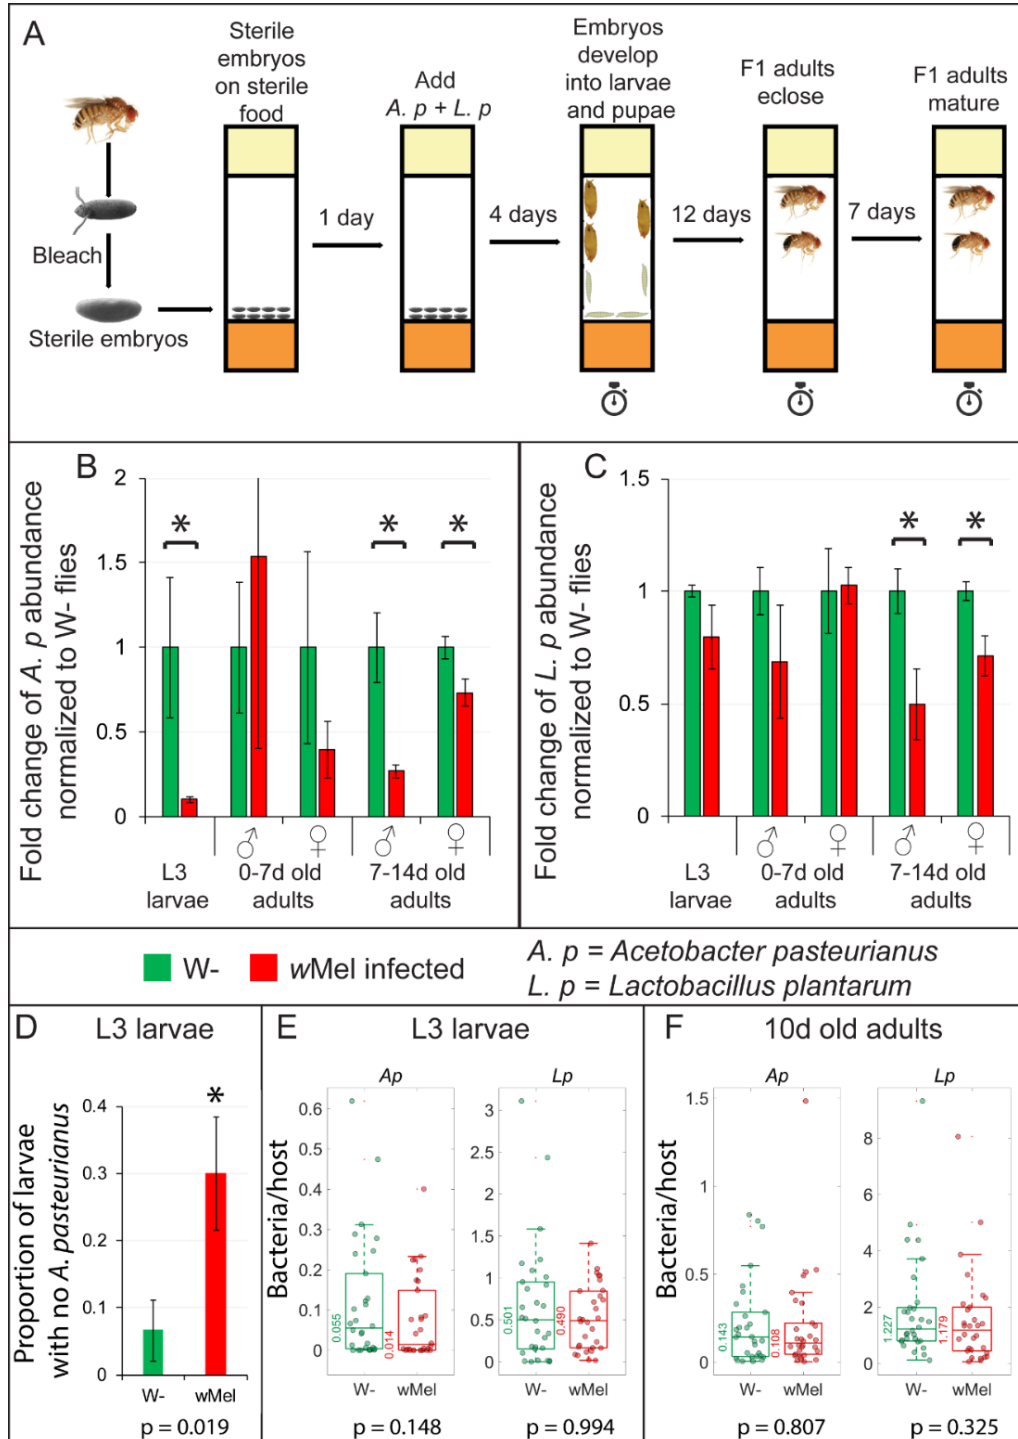 A
Sterile
embryos
on sterile
food
Add
A. p + L. p
Embryos
develop
into larvae
and pupae
F1 adults
eclose
F1 adults
mature
Bleach
Sterile embryos
1 day
4 days
12 days
7 days
B
Fold change of A. p abundance
normalized to W- flies
2
1.5
1
0.5
0
*
*
*
♂
♀
♂
♀
L3
larvae
0-7d old
adults
7-14d old
adults
C
Fold change of L. p abundance
normalized to W- flies
1.5
1
0.5
0
*
*
♂
♀
♂
♀
L3
larvae
0-7d old
adults
7-14d old
adults
W-
wMel infected
A. p = Acetobacter pasteurianus
L. p = Lactobacillus plantarum
D
L3 larvae
Proportion of larvae
with no A. pasteurianus
0.4
0.3
0.2
0.1
0
*
W-
wMel
p = 0.019
E
L3 larvae
Bacteria/host
Ap
0.6
0.5
0.4
0.3
0.2
0.1
0
0.055
0.014
W-
wMel
p = 0.148
Lp
3
2.5
2
1.5
1
0.5
0
0.501
0.490
W-
wMel
p = 0.994
F
10d old adults
Bacteria/host
Ap
1.5
1
0.5
0
0.143
0.108
W-
wMel
p = 0.807
Lp
8
6
4
2
0
1.227
1.179
W-
wMel
p = 0.325